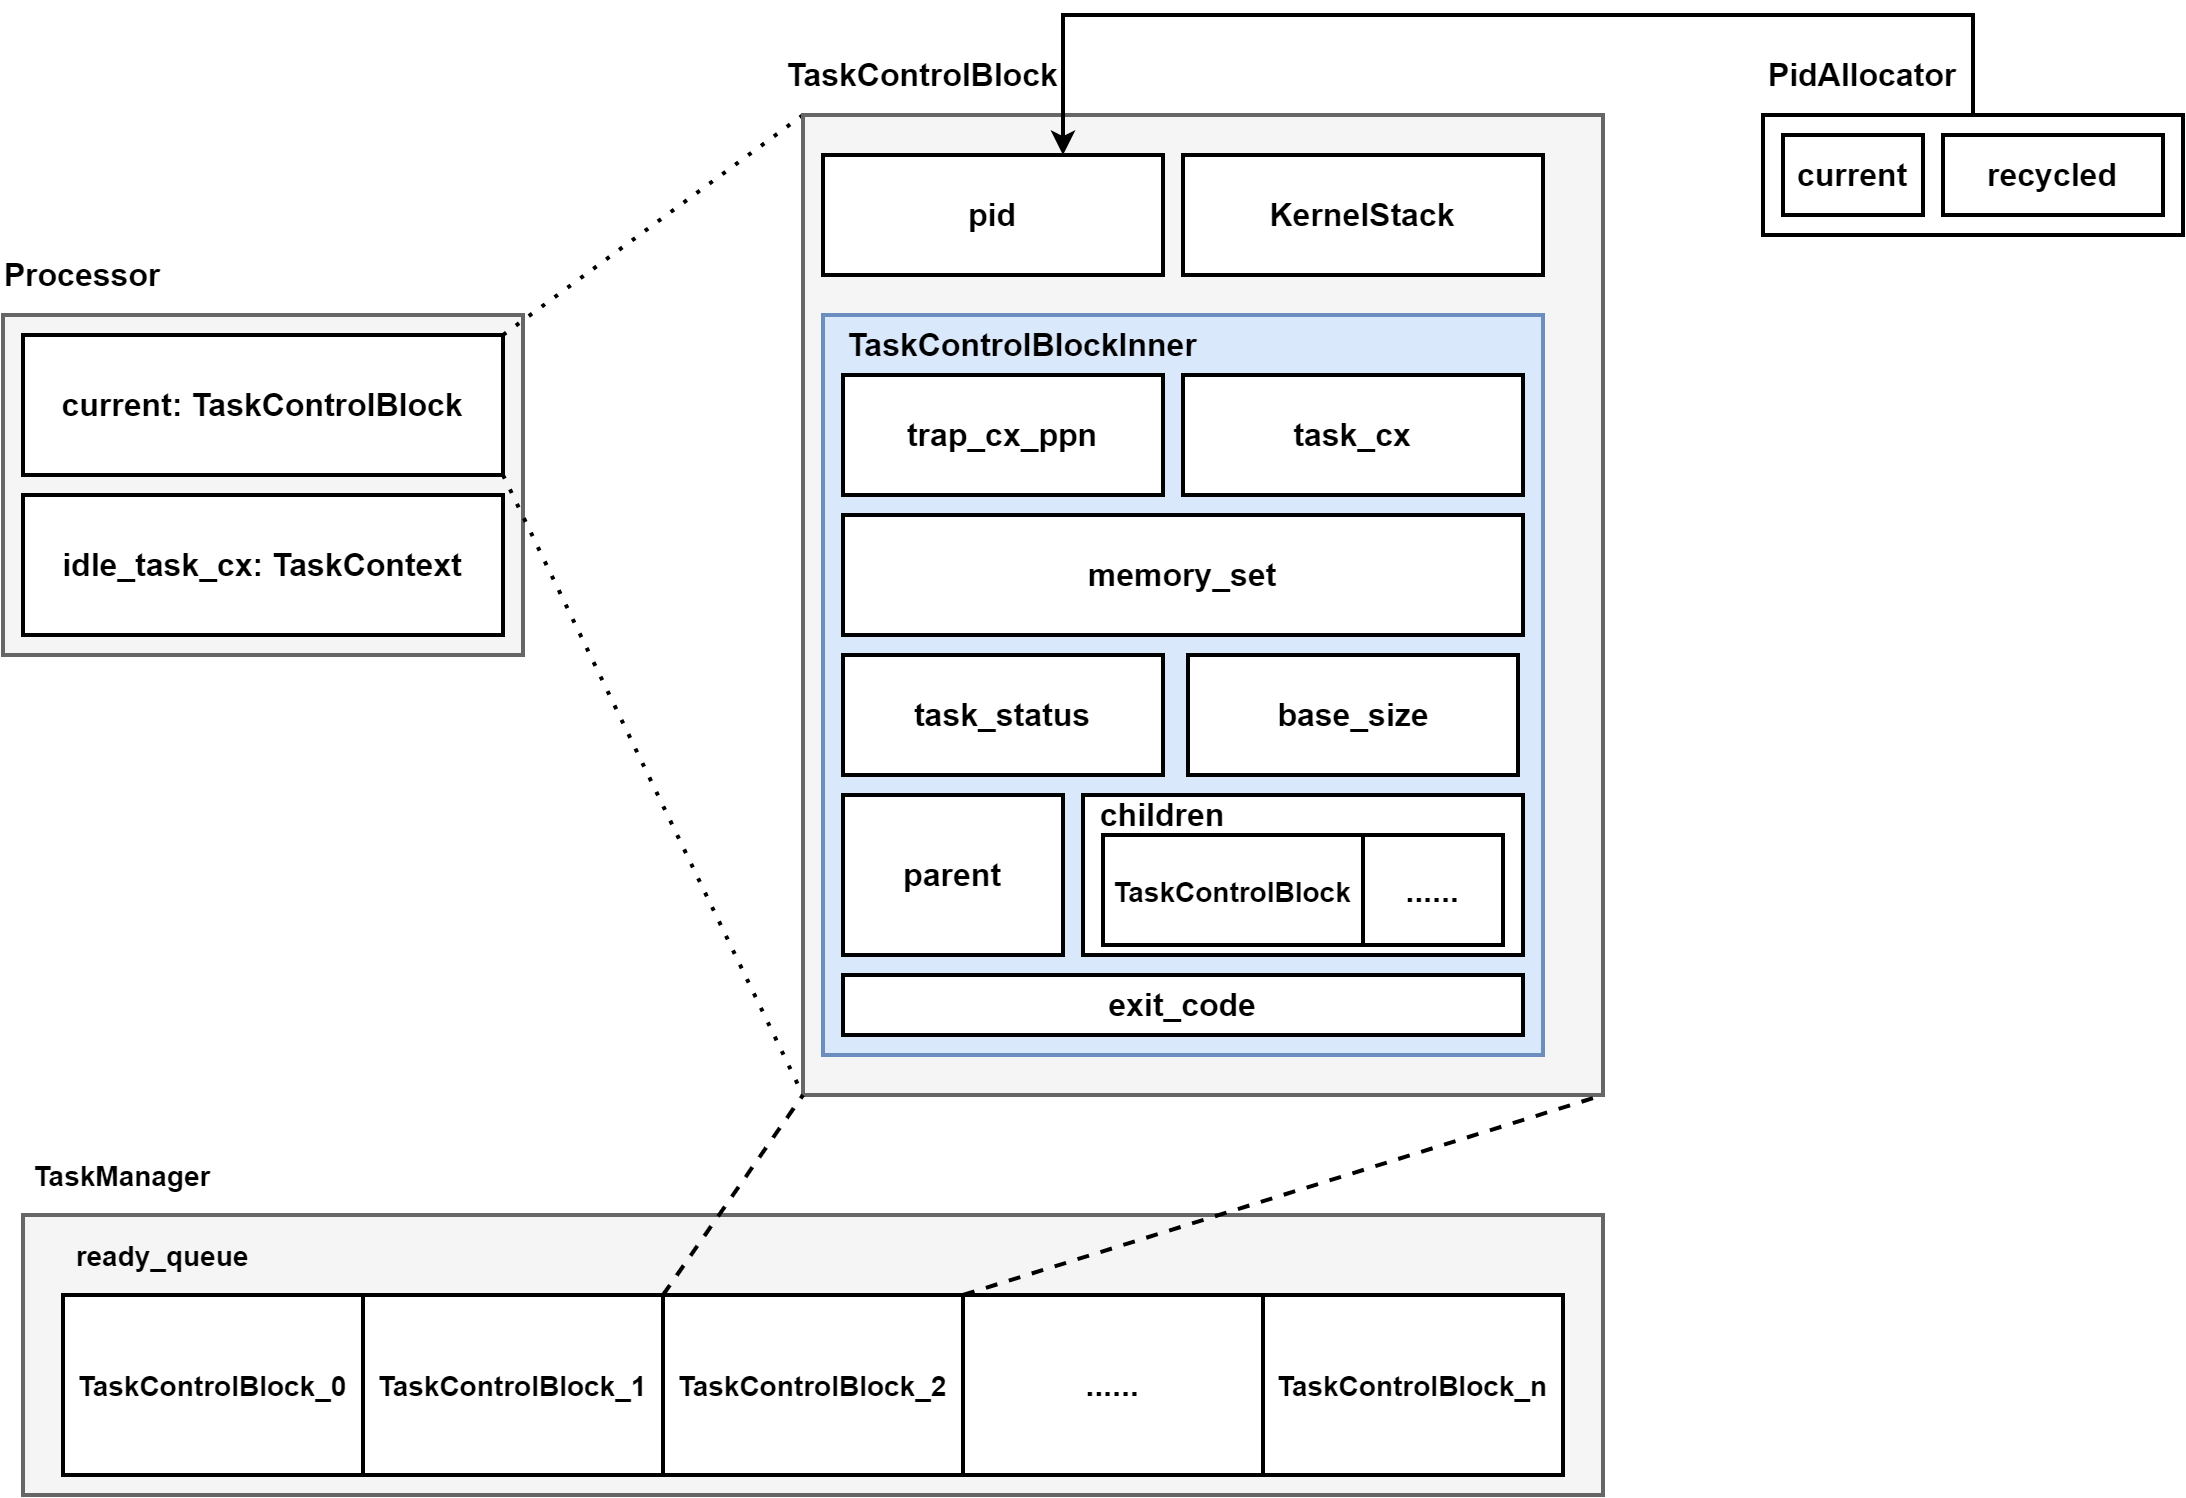 TaskControlBlock
PidAllocator
current
recycled
pid
KernelStack
Processor
current: TaskControlBlock
idle_task_cx: TaskContext
TaskControlBlockInner
trap_cx_ppn
task_cx
memory_set
task_status
base_size
parent
children
TaskControlBlock
......
exit_code
TaskManager
ready_queue
TaskControlBlock_0
TaskControlBlock_1
TaskControlBlock_2
......
TaskControlBlock_n